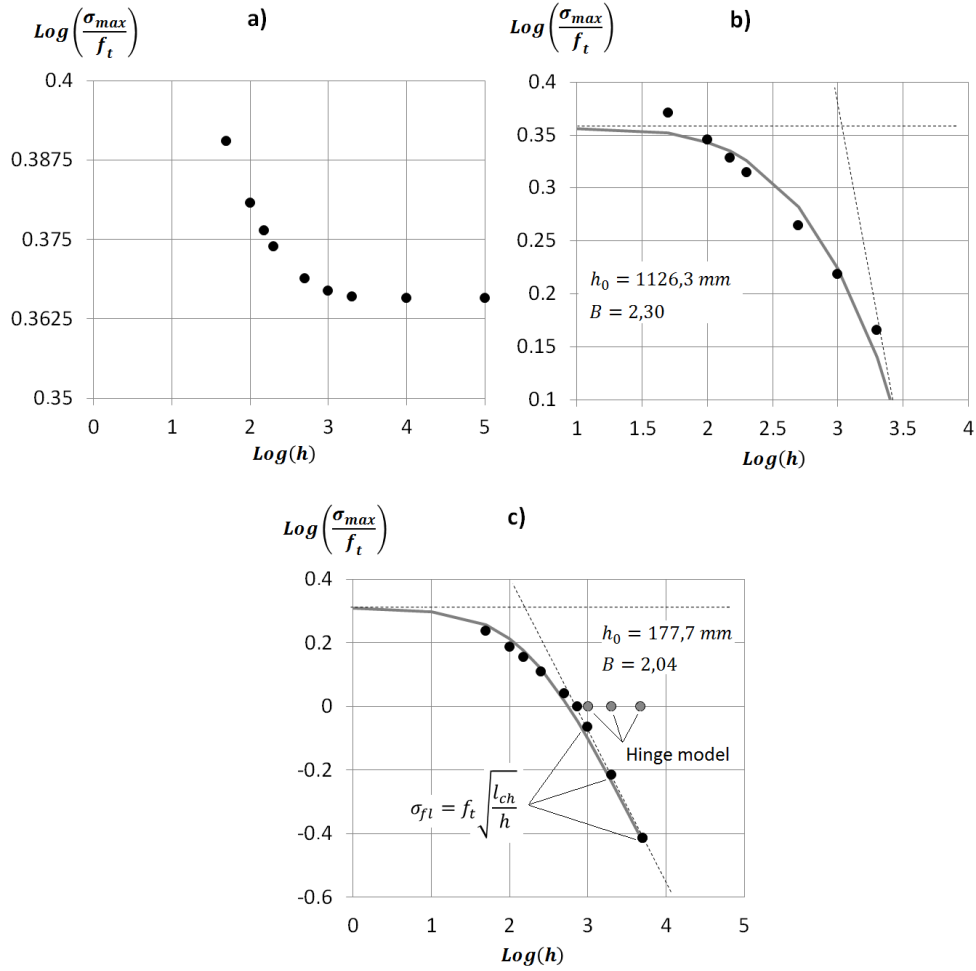 a)
Log(σmax/ft)
0.4
0.3875
0.375
0.3625
0.35
0 1 2 3 4 5
Log(h)
b)
Log(σmax/ft)
0.4
0.35
0.3
0.25
0.2
0.15
0.1
h0 = 1126,3 mm
B = 2,30
1 1.5 2 2.5 3 3.5 4
Log(h)
c)
Log(σmax/ft)
0.4
0.2
0
-0.2
-0.4
-0.6
h0 = 177,7 mm
B = 2,04
Hinge model
σfl = ft√(lch/h)
0 1 2 3 4 5
Log(h)